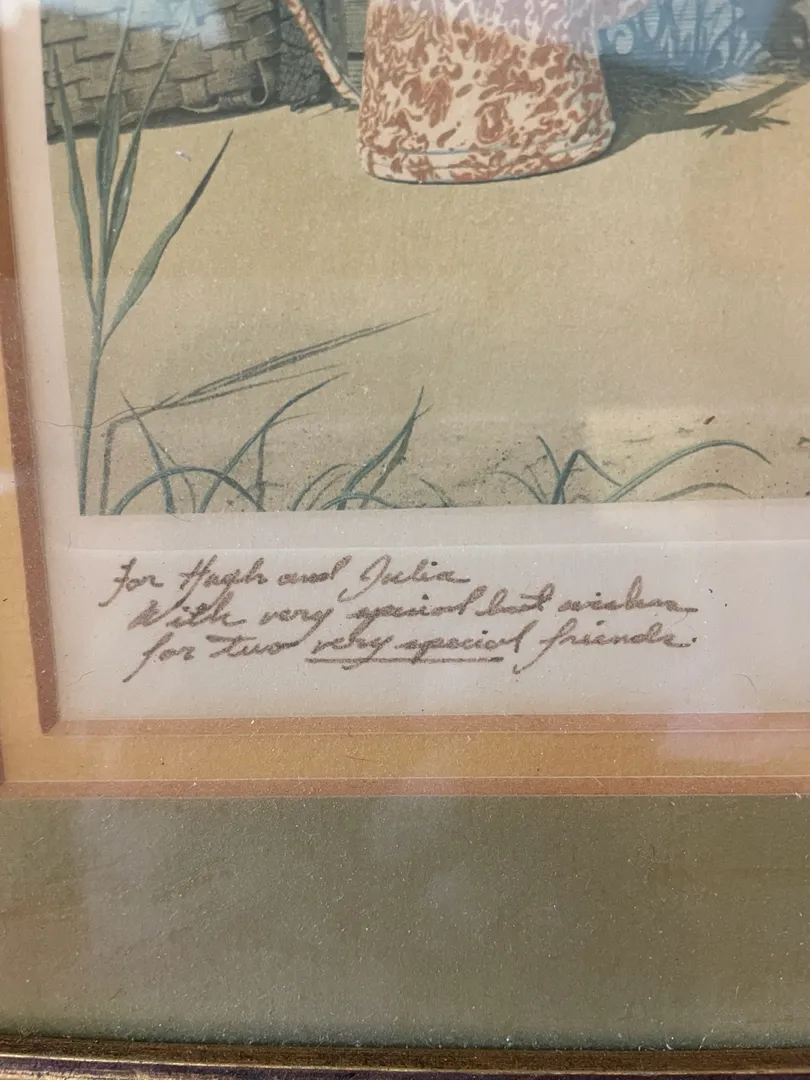 For Hugh and Julia
With very special best wishes
for two very special friends.